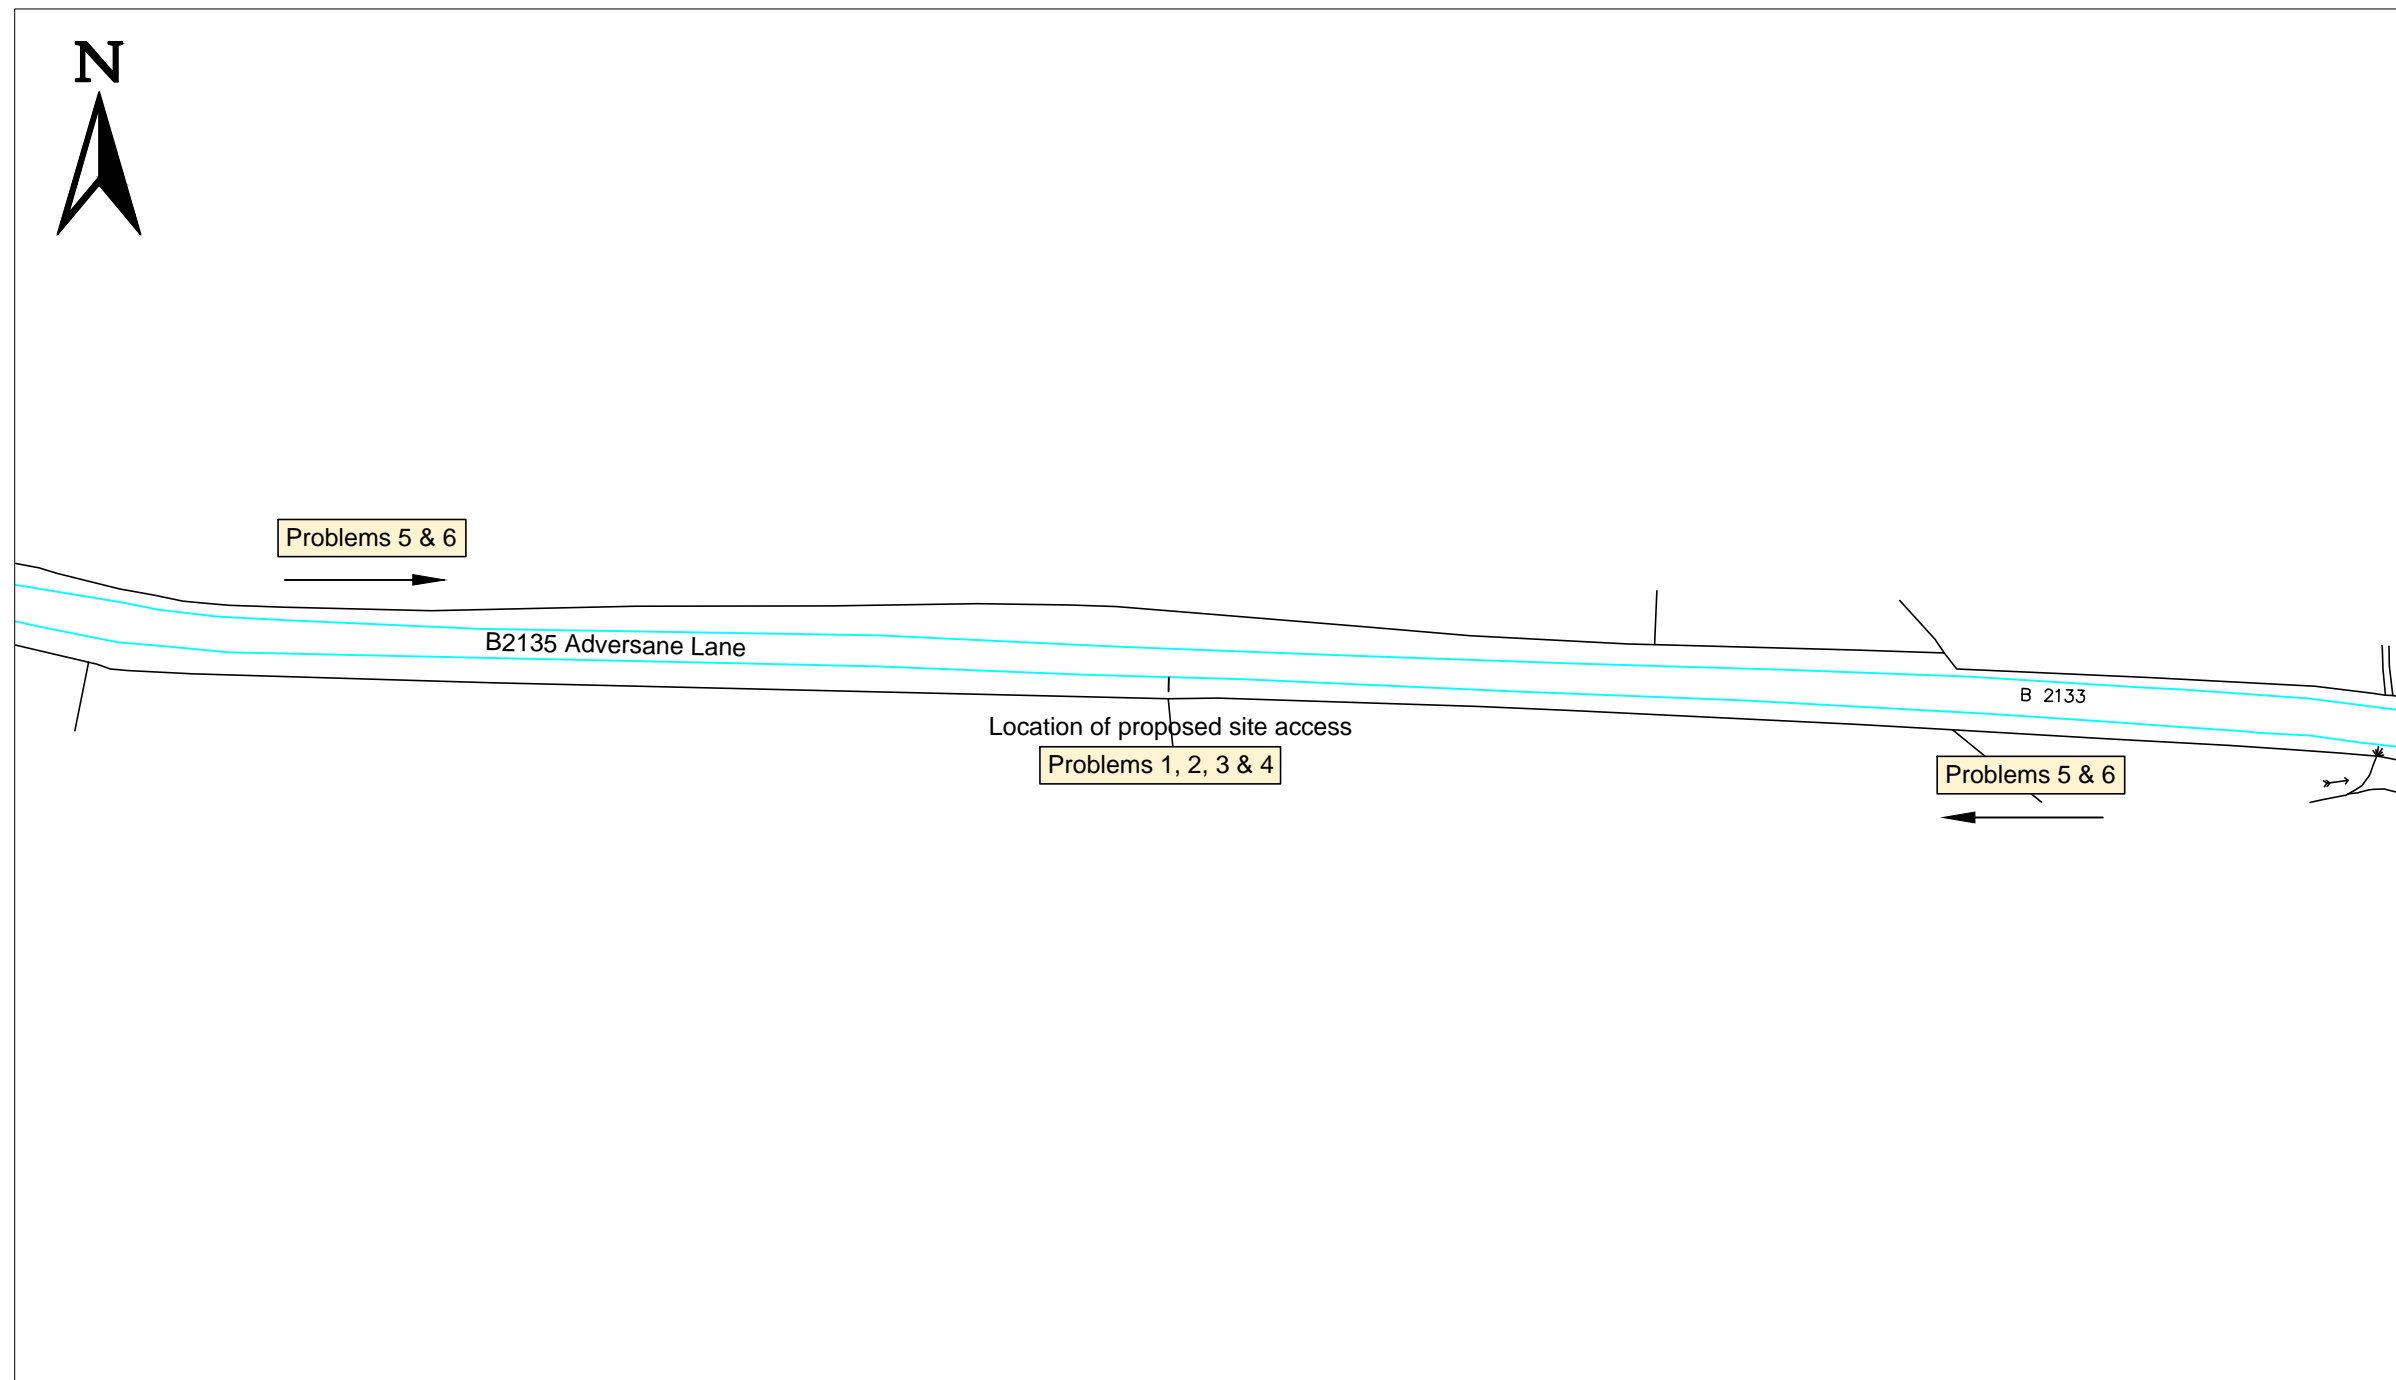 N
Problems 5 & 6
B2135 Adversane Lane
B 2133
Location of proposed site access
Problems 1, 2, 3 & 4
Problems 5 & 6